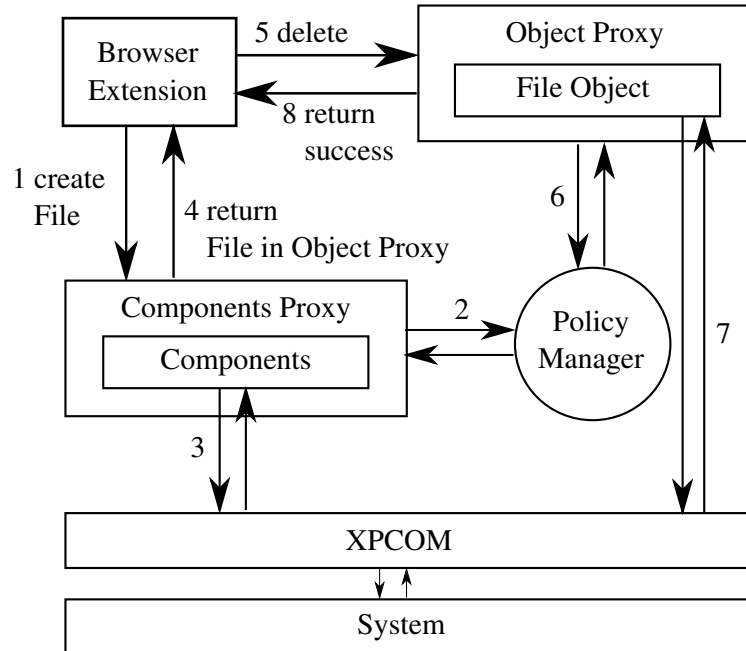 Browser
Extension
5 delete
Object Proxy
File Object
8 return
success
1 create
File
4 return
File in Object Proxy
6
Components Proxy
Components
2
Policy
Manager
7
3
XPCOM
System